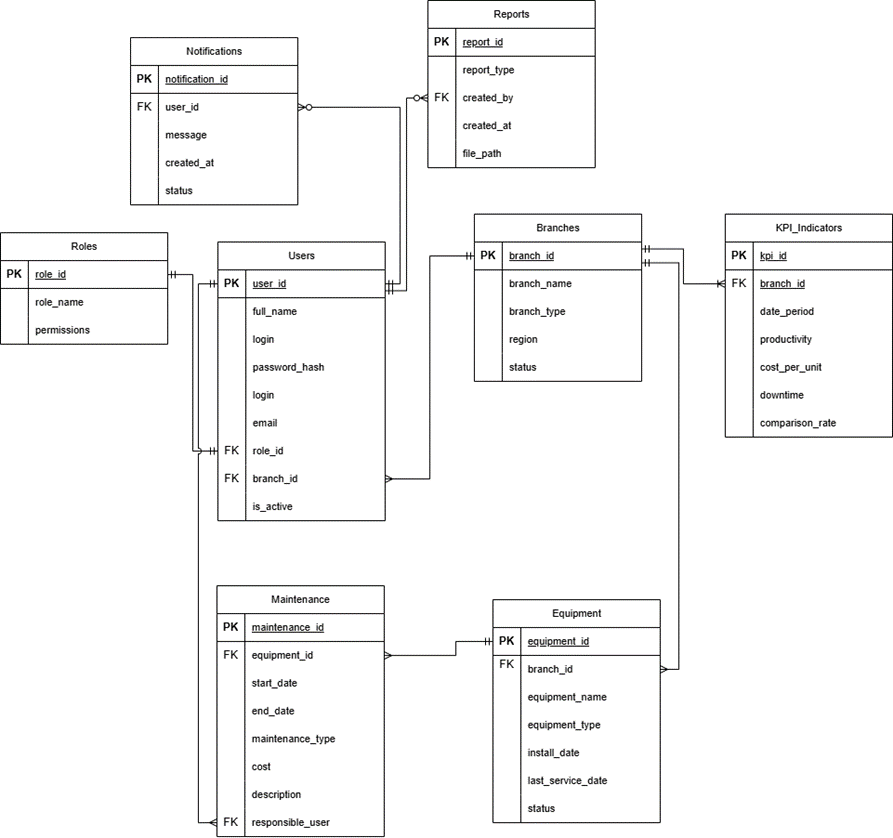 Reports
PK report_id
report_type
FK created_by
created_at
file_path
Notifications
PK notification_id
FK user_id
message
created_at
status
Roles
PK role_id
role_name
permissions
Users
PK user_id
full_name
login
password_hash
login
email
FK role_id
FK branch_id
is_active
Branches
PK branch_id
branch_name
branch_type
region
status
KPI_Indicators
PK kpi_id
FK branch_id
date_period
productivity
cost_per_unit
downtime
comparison_rate
Maintenance
PK maintenance_id
FK equipment_id
start_date
end_date
maintenance_type
cost
description
FK responsible_user
Equipment
PK equipment_id
FK branch_id
equipment_name
equipment_type
install_date
last_service_date
status